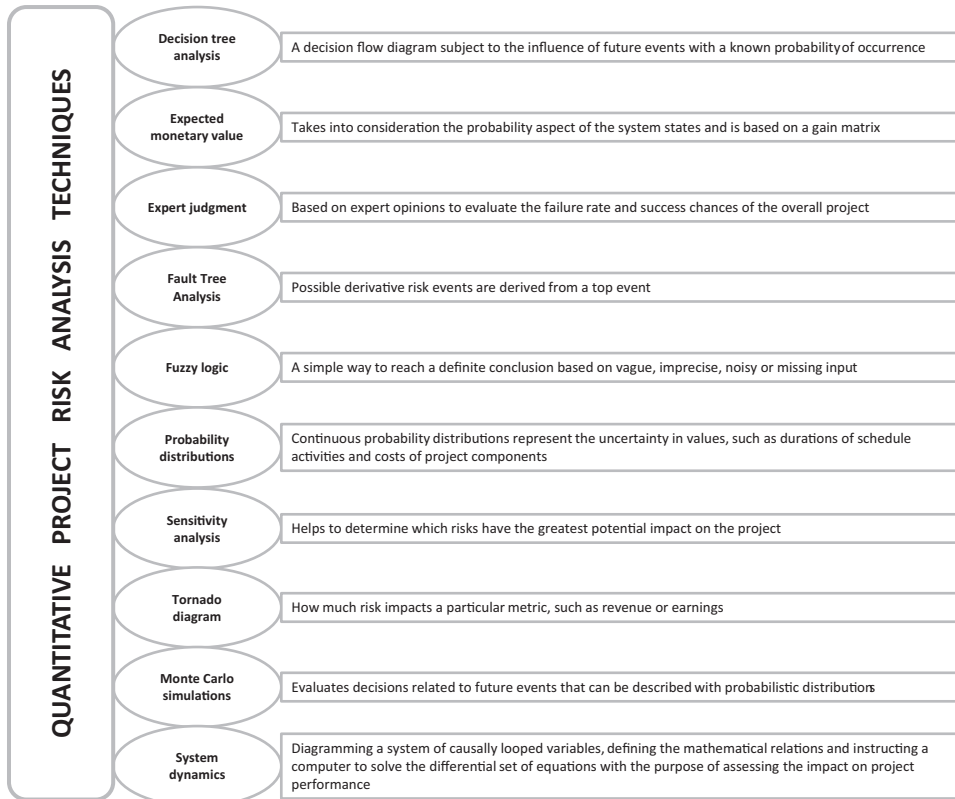 QUANTITATIVE PROJECT RISK ANALYSIS TECHNIQUES
Decision tree
analysis
A decision flow diagram subject to the influence of future events with a known probability of occurrence
Expected
monetary value
Takes into consideration the probability aspect of the system states and is based on a gain matrix
Expert judgment
Based on expert opinions to evaluate the failure rate and success chances of the overall project
Fault Tree
Analysis
Possible derivative risk events are derived from a top event
Fuzzy logic
A simple way to reach a definite conclusion based on vague, imprecise, noisy or missing input
Probability
distributions
Continuous probability distributions represent the uncertainty in values, such as durations of schedule
activities and costs of project components
Sensitivity
analysis
Helps to determine which risks have the greatest potential impact on the project
Tornado
diagram
How much risk impacts a particular metric, such as revenue or earnings
Monte Carlo
simulations
Evaluates decisions related to future events that can be described with probabilistic distributions
System
dynamics
Diagramming a system of causally looped variables, defining the mathematical relations and instructing a
computer to solve the differential set of equations with the purpose of assessing the impact on project
performance